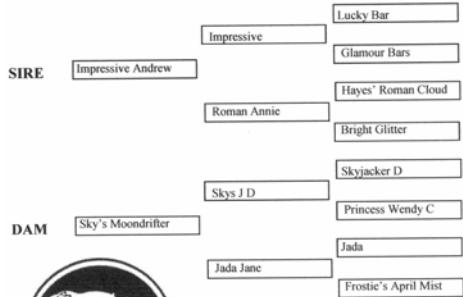 Lucky Bar
Impressive
Glamour Bars
SIRE Impressive Andrew
Hayes' Roman Cloud
Roman Annie
Bright Glitter
Skyjacker D
Skys J D
Princess Wendy C
DAM Sky's Moondrifter
Jada
Jada Jane
Frostie's April Mist